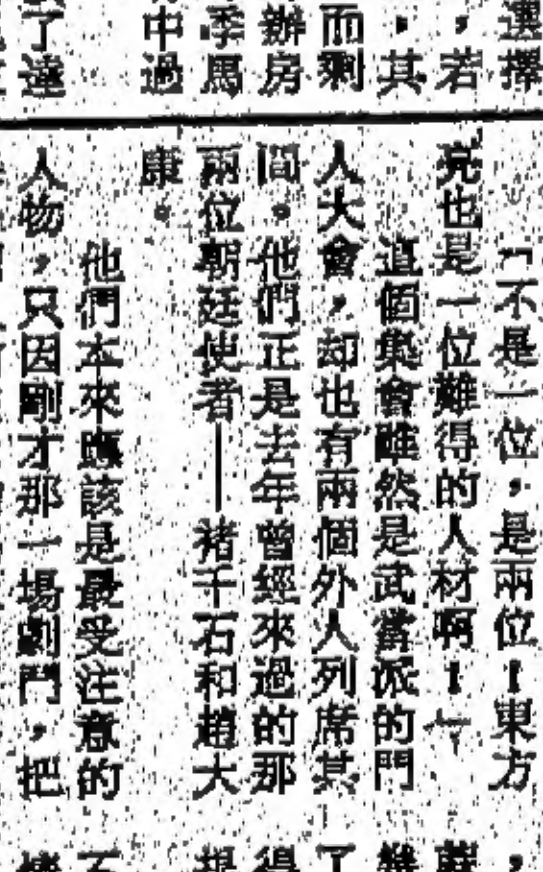 選擇
，若
，其
而剩
辦房
季馬
中過
了達
「不是一位，是兩位！東方
亮也是一位難得的人材啊！」
這個集會雖然是武當派的門
人大會，却也有兩個外人列席其
間。他們正是去年曾經來過的那
兩位朝廷使者——褚千石和趙大
康。
他們本來應該是最受注意的
人物，只因剛才那一場劇鬥，把